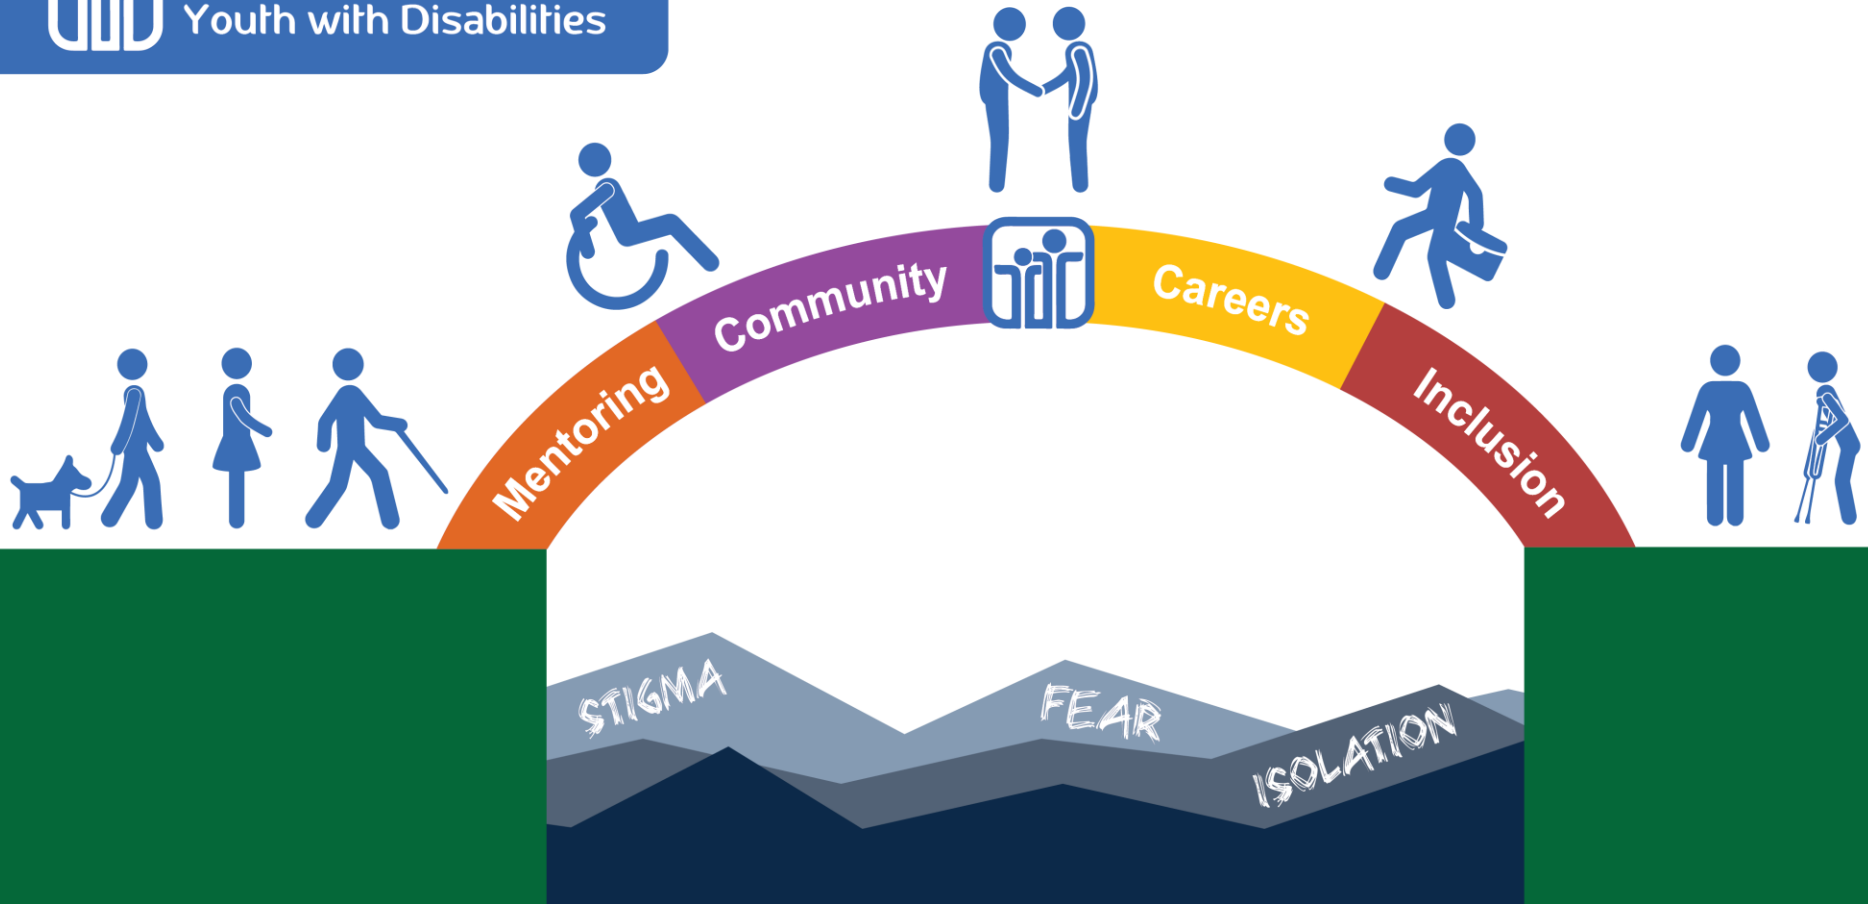 Youth with Disabilities
Mentoring
Community
Careers
Inclusion
STIGMA
FEAR
ISOLATION